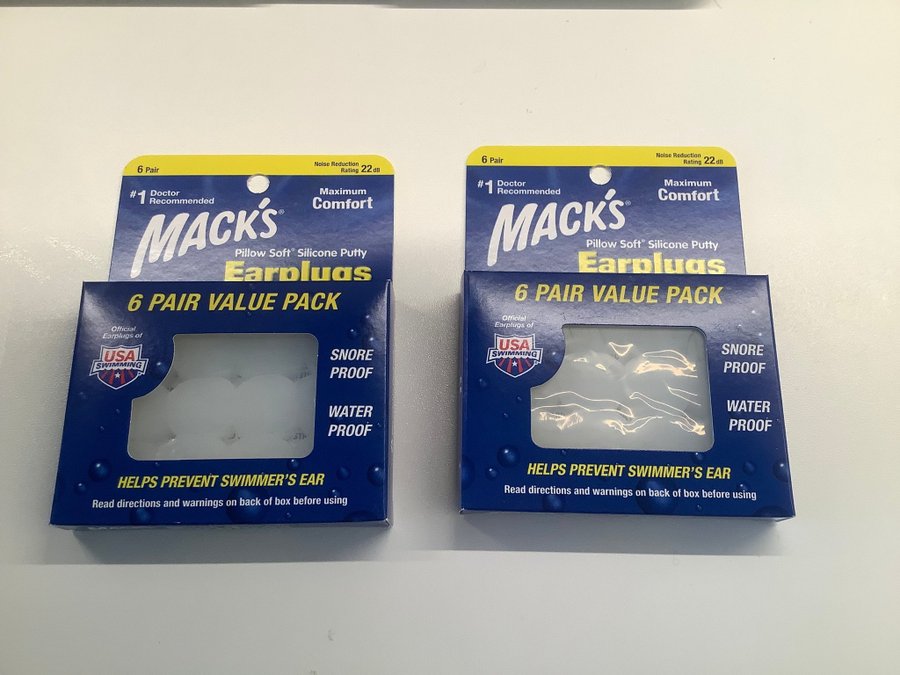 6 Pair
Noise Reduction
Rating 22 dB
#1 Doctor
Recommended
Maximum
Comfort
MACK'S®
Pillow Soft® Silicone Putty
Earplugs
6 PAIR VALUE PACK
Official
Earplugs of
USA
SWIMMING
SNORE
PROOF
WATER
PROOF
HELPS PREVENT SWIMMER'S EAR
Read directions and warnings on back of box before using
6 Pair
Noise Reduction
Rating 22 dB
#1 Doctor
Recommended
Maximum
Comfort
MACK'S®
Pillow Soft® Silicone Putty
Earplugs
6 PAIR VALUE PACK
Official
Earplugs of
USA
SWIMMING
SNORE
PROOF
WATER
PROOF
HELPS PREVENT SWIMMER'S EAR
Read directions and warnings on back of box before using